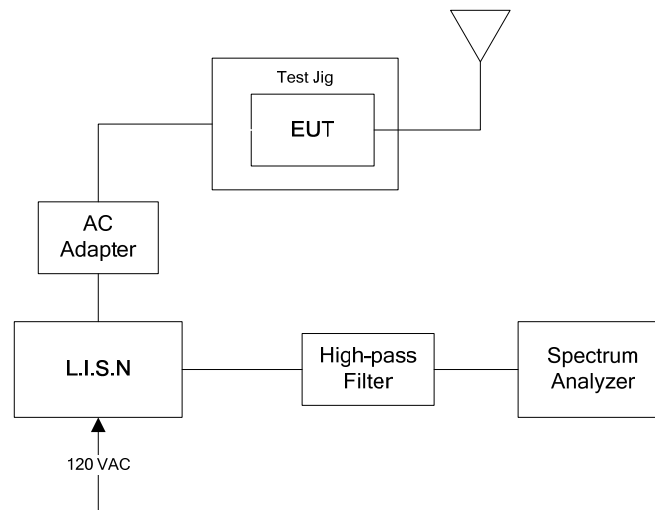 Test Jig
EUT
AC
Adapter
L.I.S.N
High-pass
Filter
Spectrum
Analyzer
120 VAC